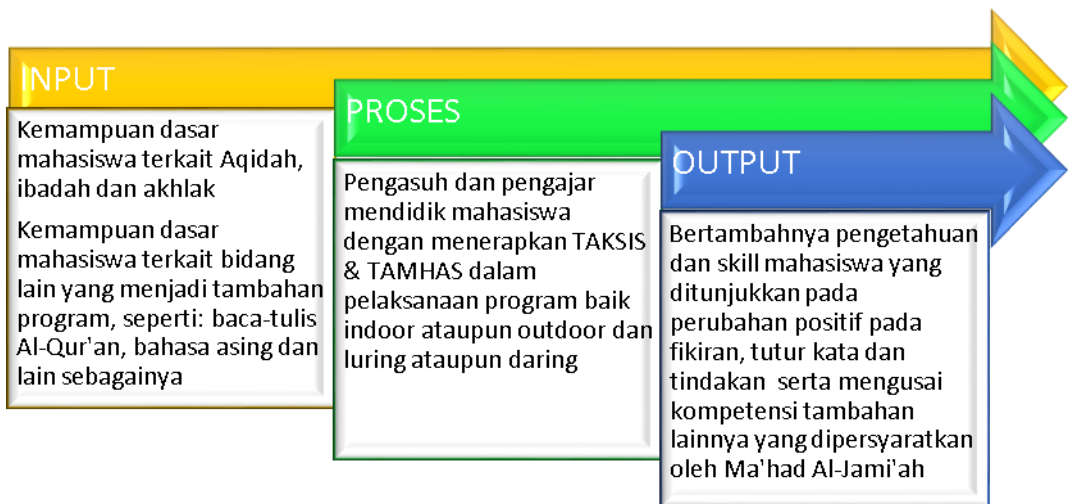 INPUT
Kemampuan dasar
mahasiswa terkait Aqidah,
ibadah dan akhlak
Kemampuan dasar
mahasiswa terkait bidang
lain yang menjadi tambahan
program, seperti: baca-tulis
Al-Qur'an, bahasa asing dan
lain sebagainya
PROSES
Pengasuh dan pengajar
mendidik mahasiswa
dengan menerapkan TAKSIS
& TAMHAS dalam
pelaksanaan program baik
indoor ataupun outdoor dan
luring ataupun daring
OUTPUT
Bertambahnya pengetahuan
dan skill mahasiswa yang
ditunjukkan pada
perubahan positif pada
fikiran, tutur kata dan
tindakan serta mengusai
kompetensi tambahan
lainnya yang dipersyaratkan
oleh Ma'had Al-Jami'ah